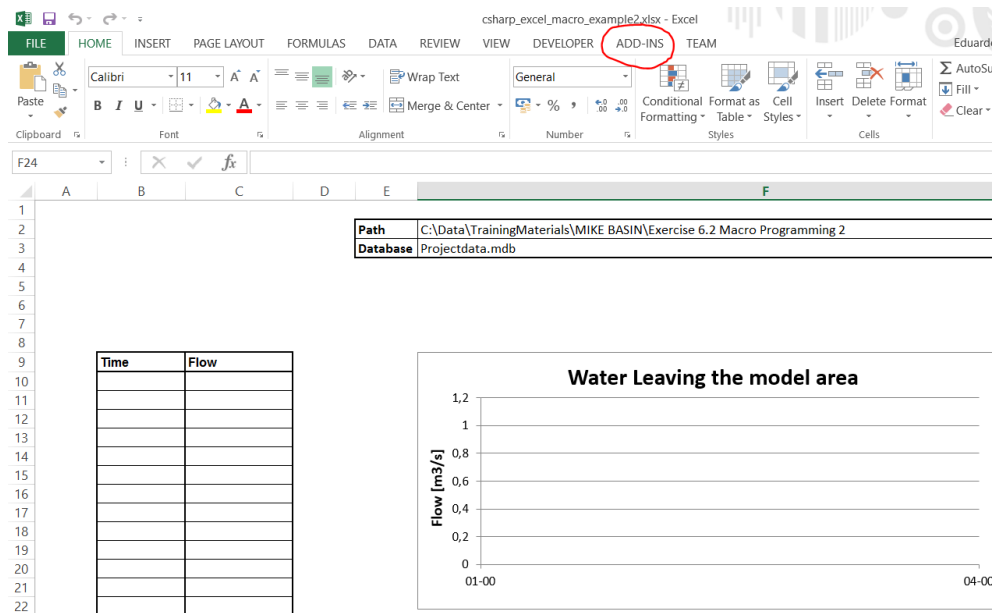 csharp_excel_macro_example2.xlsx - Excel
FILE HOME INSERT PAGE LAYOUT FORMULAS DATA REVIEW VIEW DEVELOPER ADD-INS TEAM
Calibri 11 Wrap Text General
Paste B I U Merge & Center % Conditional Format as Cell Insert Delete Format Fill
Formatting Table Styles Clear
Clipboard Font Alignment Number Styles Cells
F24 fx
A B C D E F
1
2 Path C:\Data\TrainingMaterials\MIKE BASIN\Exercise 6.2 Macro Programming 2
3 Database Projectdata.mdb
4
5
6
7
8
9 Time Flow
10 Water Leaving the model area
11 1,2
12 1
13
14 0,8
15
16 0,6
17 Flow [m3/s]
18 0,4
19 0,2
20 0
21 01-00
22